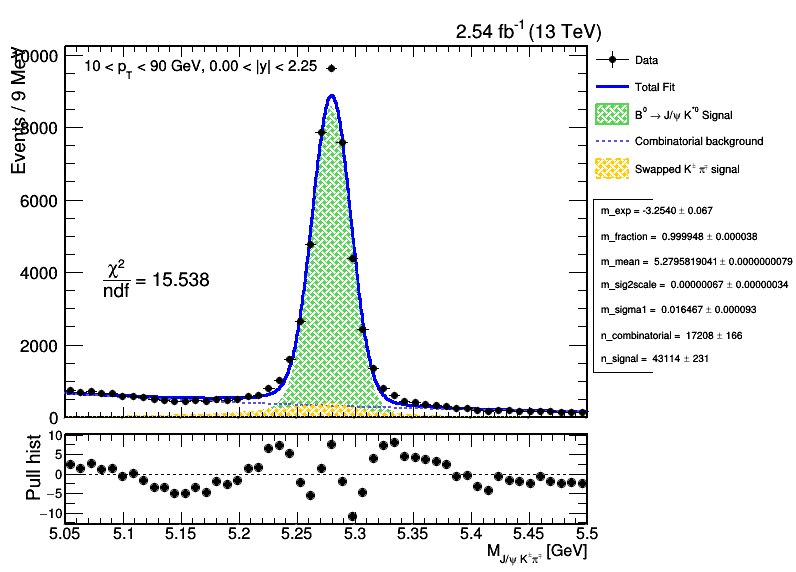 2.54 fb⁻¹ (13 TeV)
Events / 9 MeV
10 < p_T < 90 GeV, 0.00 < |y| < 2.25
10000
8000
6000
4000
2000
0
χ²/ndf = 15.538
Data
Total Fit
B⁰ → J/ψ K*⁰ Signal
Combinatorial background
Swapped K^± π^∓ signal
m_exp = -3.2540 ± 0.067
m_fraction = 0.999948 ± 0.000038
m_mean = 5.2795819041 ± 0.0000000079
m_sig2scale = 0.00000067 ± 0.00000034
m_sigma1 = 0.016467 ± 0.000093
n_combinatorial = 17208 ± 166
n_signal = 43114 ± 231
Pull hist
10
5
0
−5
−10
5.05 5.1 5.15 5.2 5.25 5.3 5.35 5.4 5.45 5.5
M_{J/ψ K^± π^∓} [GeV]